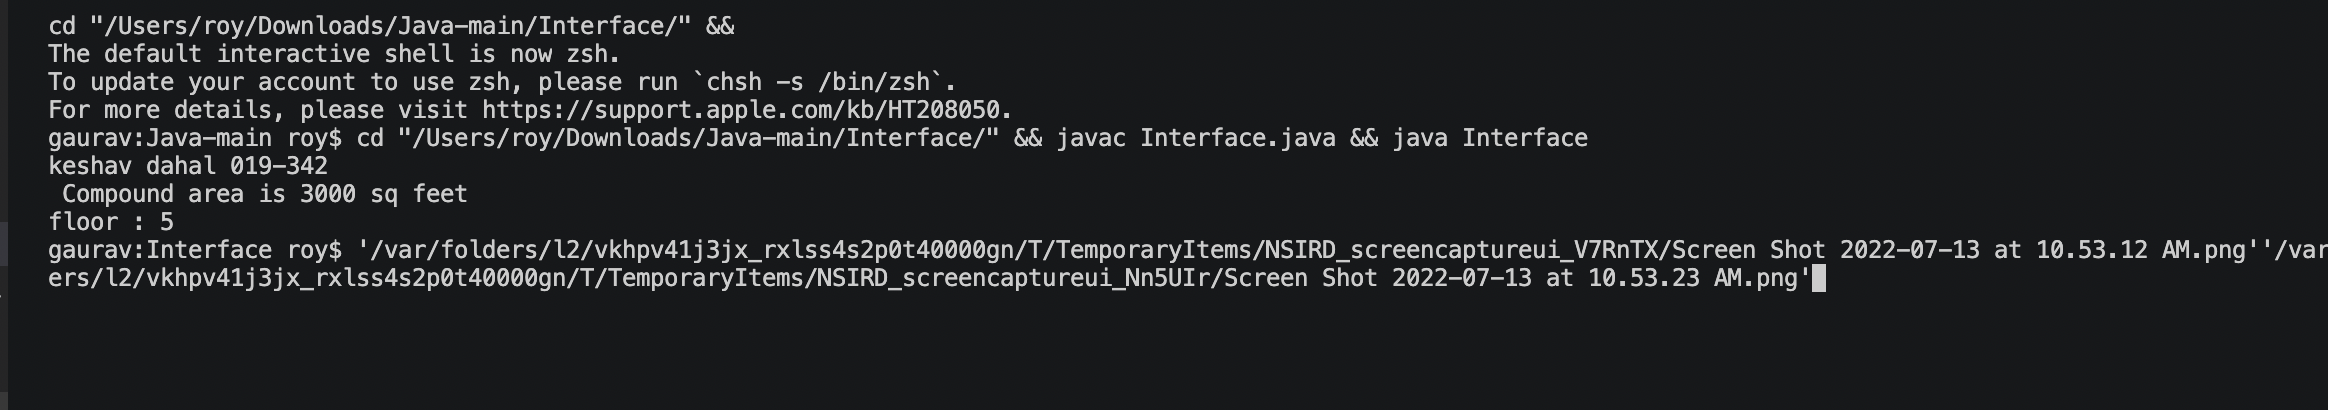 cd "/Users/roy/Downloads/Java-main/Interface/" &&
The default interactive shell is now zsh.
To update your account to use zsh, please run `chsh -s /bin/zsh`.
For more details, please visit https://support.apple.com/kb/HT208050.
gaurav:Java-main roy$ cd "/Users/roy/Downloads/Java-main/Interface/" && javac Interface.java && java Interface
keshav dahal 019-342
 Compound area is 3000 sq feet
floor : 5
gaurav:Interface roy$ '/var/folders/l2/vkhpv41j3jx_rxlss4s2p0t40000gn/T/TemporaryItems/NSIRD_screencaptureui_V7RnTX/Screen Shot 2022-07-13 at 10.53.12 AM.png''/var
ers/l2/vkhpv41j3jx_rxlss4s2p0t40000gn/T/TemporaryItems/NSIRD_screencaptureui_Nn5UIr/Screen Shot 2022-07-13 at 10.53.23 AM.png'